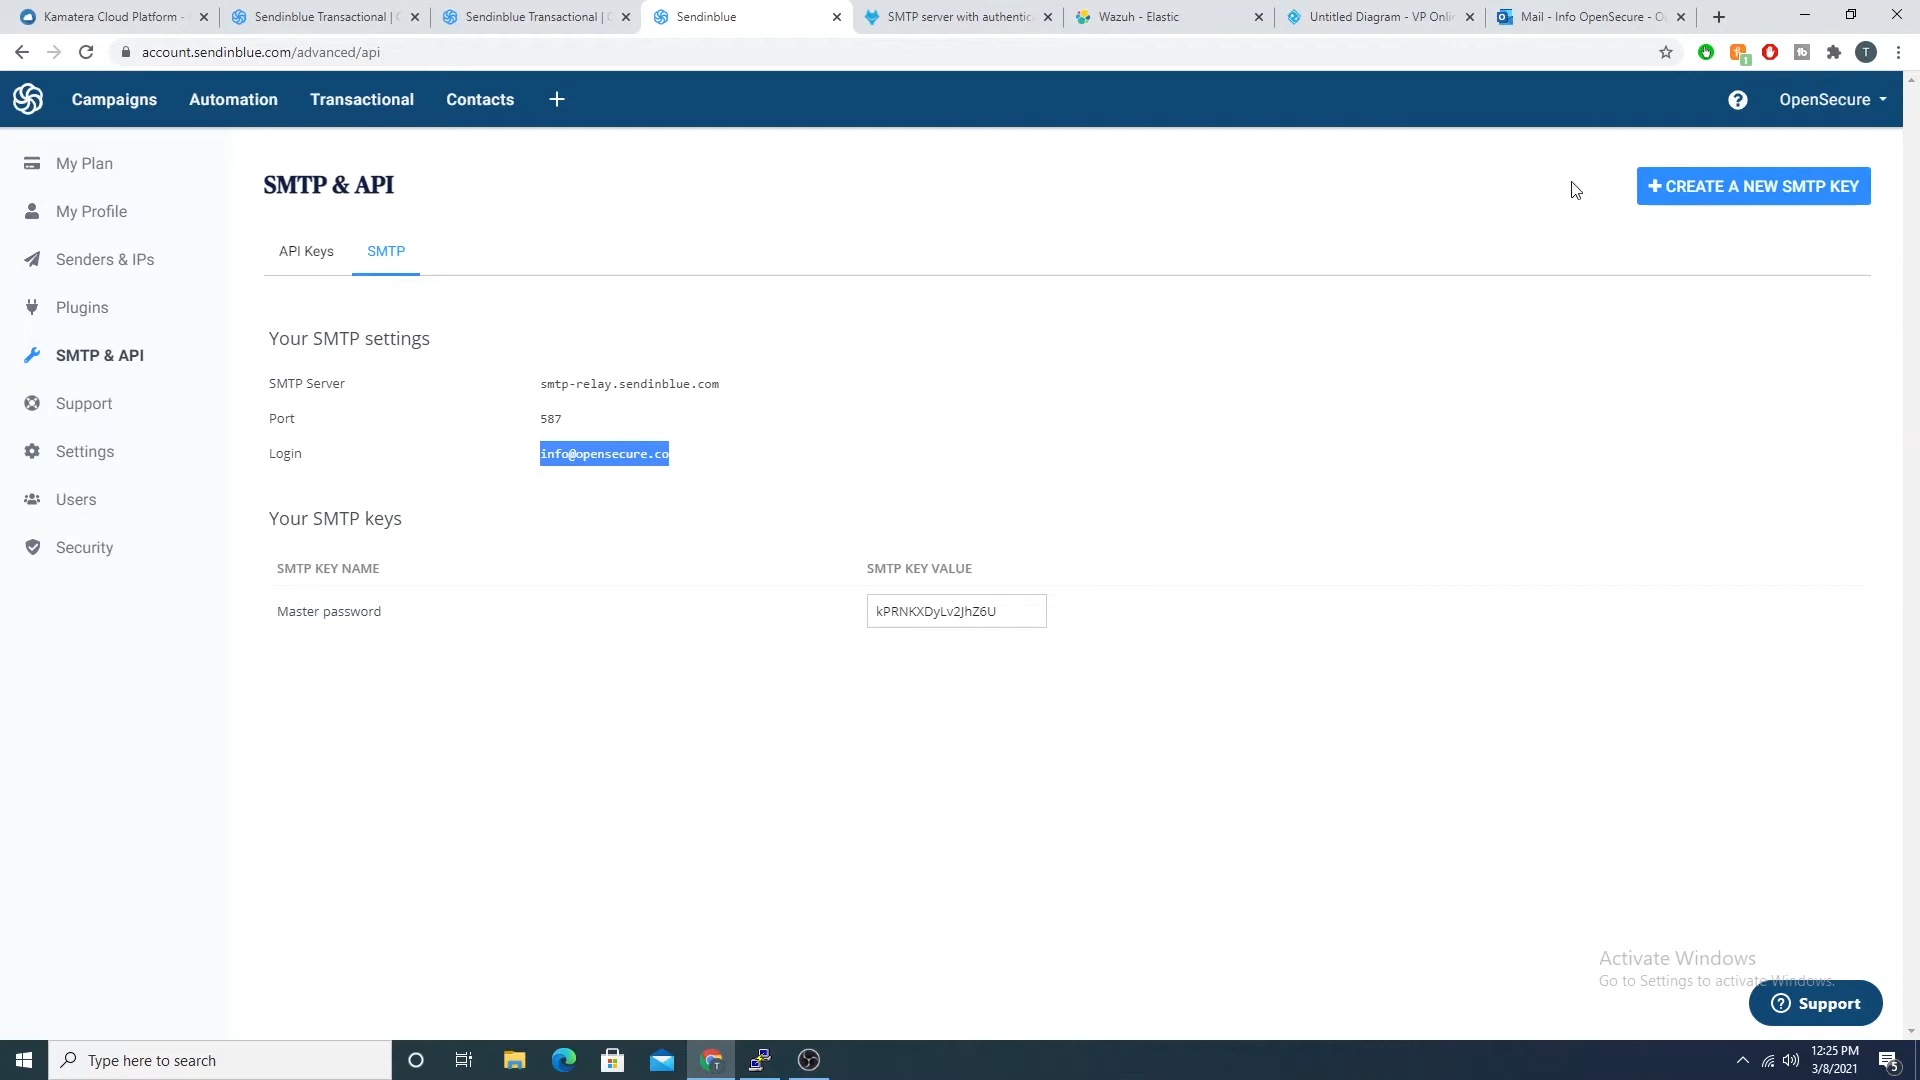 Kamatera Cloud Platform -
Sendinblue Transactional |
Sendinblue Transactional |
Sendinblue
SMTP server with authentic
Wazuh - Elastic
Untitled Diagram - VP Onli
Mail - Info OpenSecure - O
account.sendinblue.com/advanced/api
T
Campaigns
Automation
Transactional
Contacts
OpenSecure
My Plan
My Profile
Senders & IPs
Plugins
SMTP & API
Support
Settings
Users
Security
SMTP & API
CREATE A NEW SMTP KEY
API Keys
SMTP
Your SMTP settings
SMTP Server
smtp-relay.sendinblue.com
Port
587
Login
info@opensecure.co
Your SMTP keys
SMTP KEY NAME
SMTP KEY VALUE
Master password
kPRNKXDyLv2JhZ6U
Activate Windows
Go to Settings to activate Windows.
Support
Type here to search
12:25 PM
3/8/2021
5